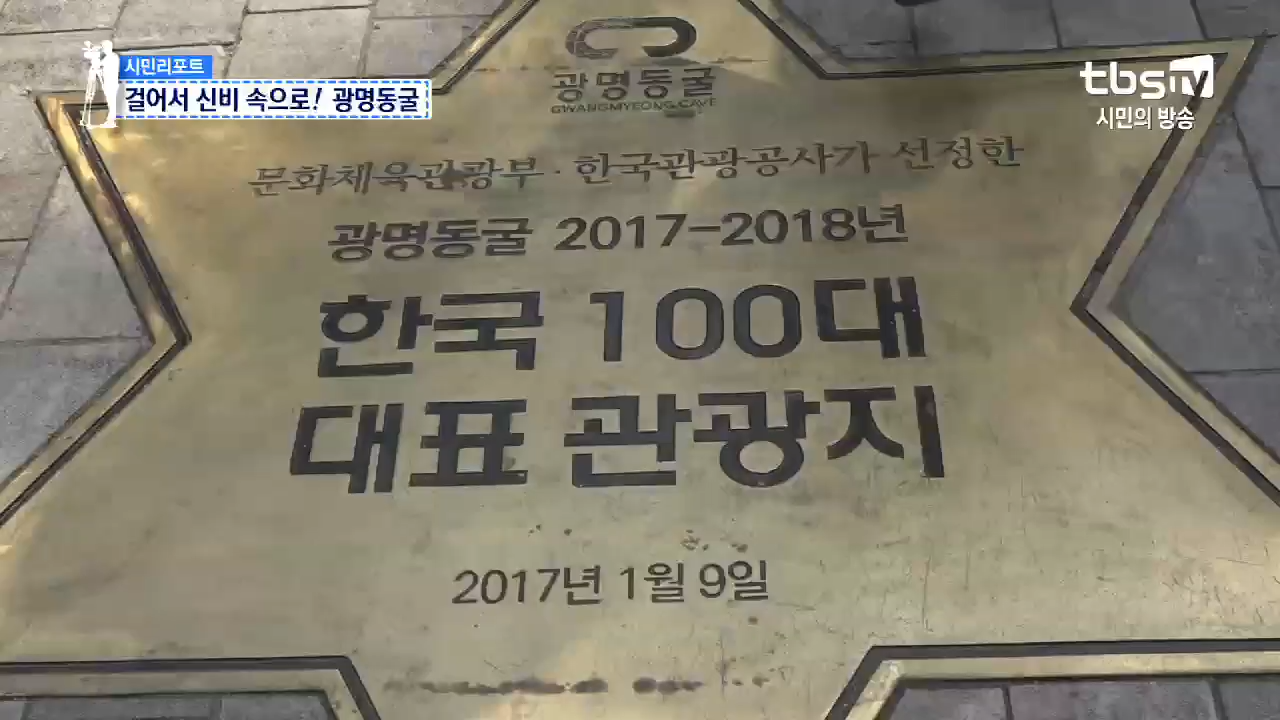 시민리포트
걸어서 신비 속으로! 광명동굴
tbs TV
시민의 방송
광명동굴
GWANGMYEONG CAVE
문화체육관광부·한국관광공사가 선정한
광명동굴 2017-2018년
한국 100대
대표 관광지
2017년 1월 9일